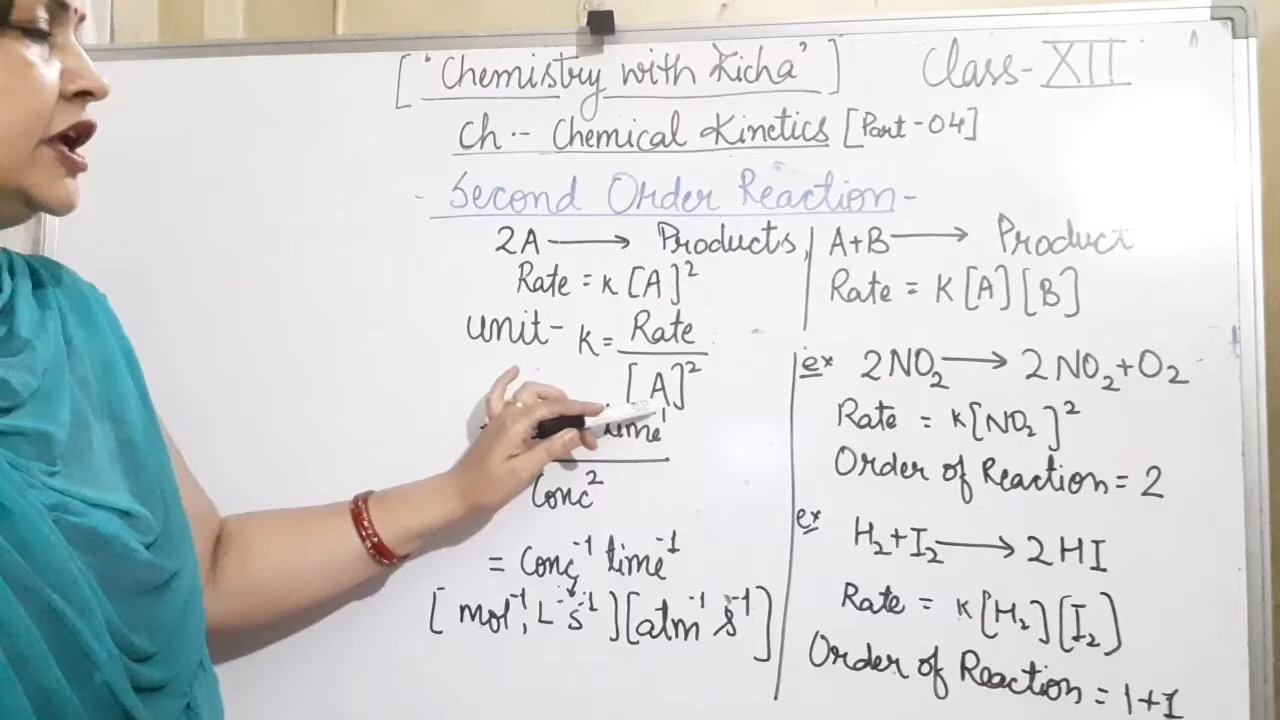 [ 'Chemistry with Richa' ] Class-XII
Ch :- Chemical Kinetics [Part-04]
- Second Order Reaction -
2A ⟶ Products,
Rate = K [A]²
unit- K = Rate
[A]²
time⁻¹
Conc²
= Conc⁻¹ time⁻¹
[ mol⁻¹, L⁻ s⁻¹ ] [atm⁻¹ s⁻¹ ]
A+B ⟶ Product
Rate = K [A] [B]
ex 2NO₂ ⟶ 2NO₂+O₂
Rate = K[NO₂]²
Order of Reaction = 2
ex H₂+I₂ ⟶ 2HI
Rate = K[H₂][I₂]
Order of Reaction = 1+1